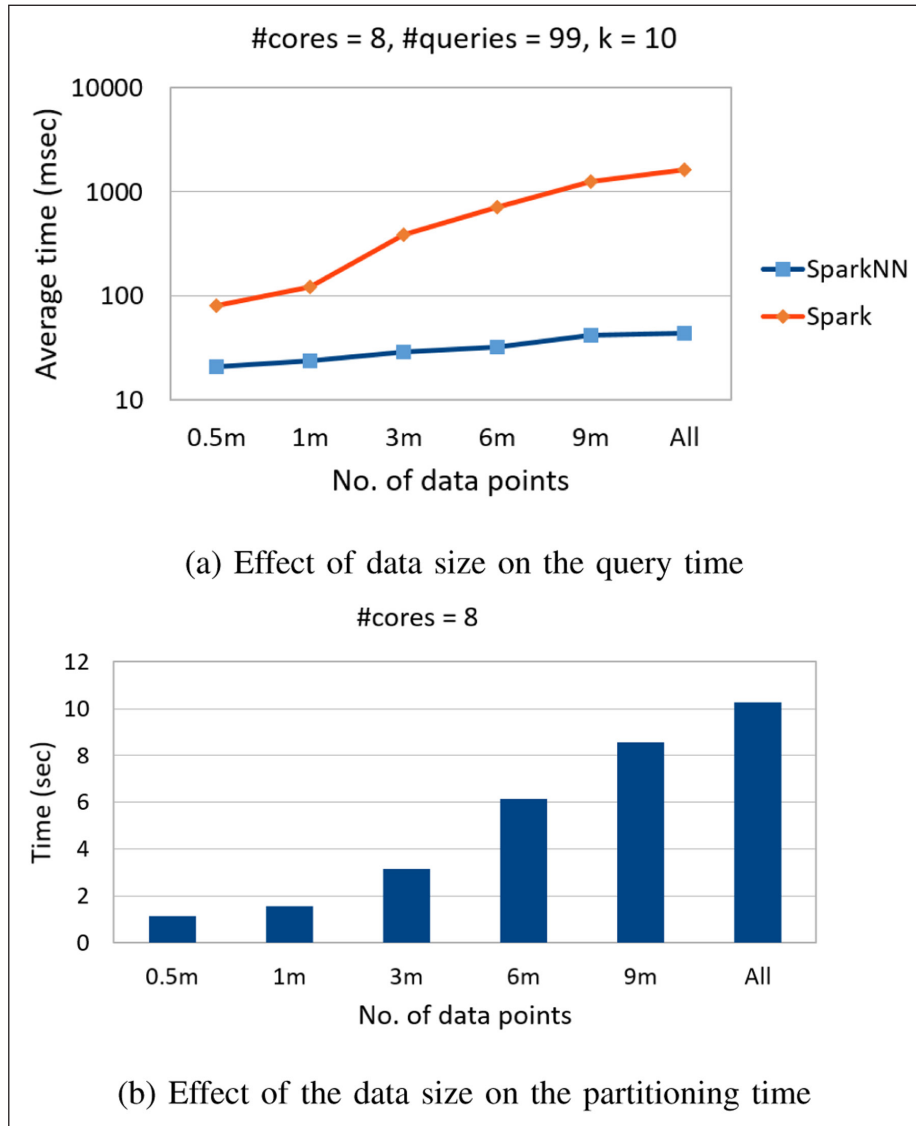 #cores = 8, #queries = 99, k = 10
Average time (msec)
10000
1000
100
10
0.5m 1m 3m 6m 9m All
No. of data points
SparkNN
Spark
(a) Effect of data size on the query time
#cores = 8
Time (sec)
12
10
8
6
4
2
0
0.5m 1m 3m 6m 9m All
No. of data points
(b) Effect of the data size on the partitioning time